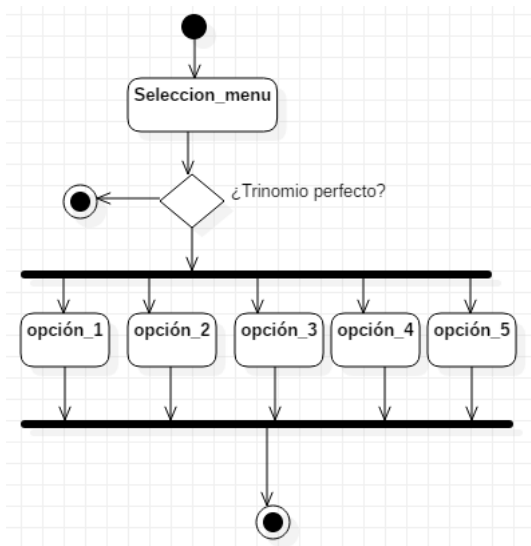 Seleccion_menu
¿Trinomio perfecto?
opción_1
opción_2
opción_3
opción_4
opción_5